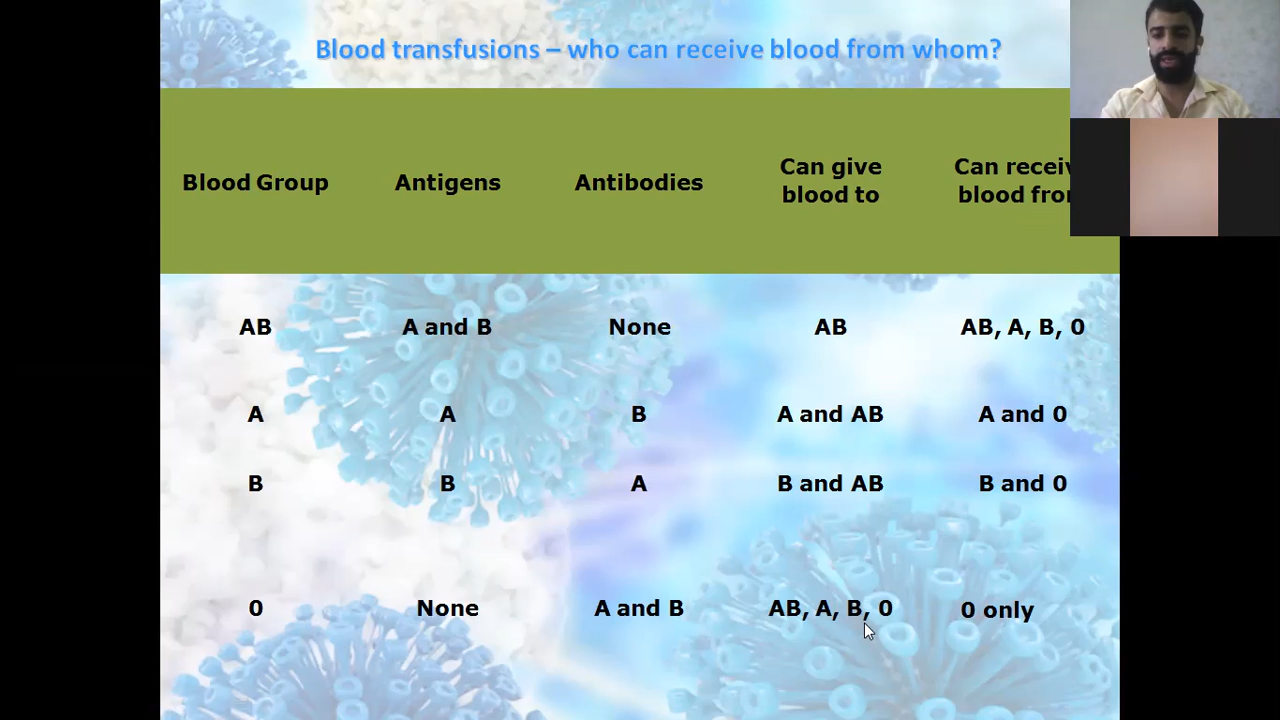 Blood transfusions – who can receive blood from whom?
Blood Group Antigens Antibodies Can give blood to Can
AB A and B None AB AB, A, B, 0
A A B A and AB A and 0
B B A B and AB B and 0
0 None A and B AB, A, B, 0 0 only